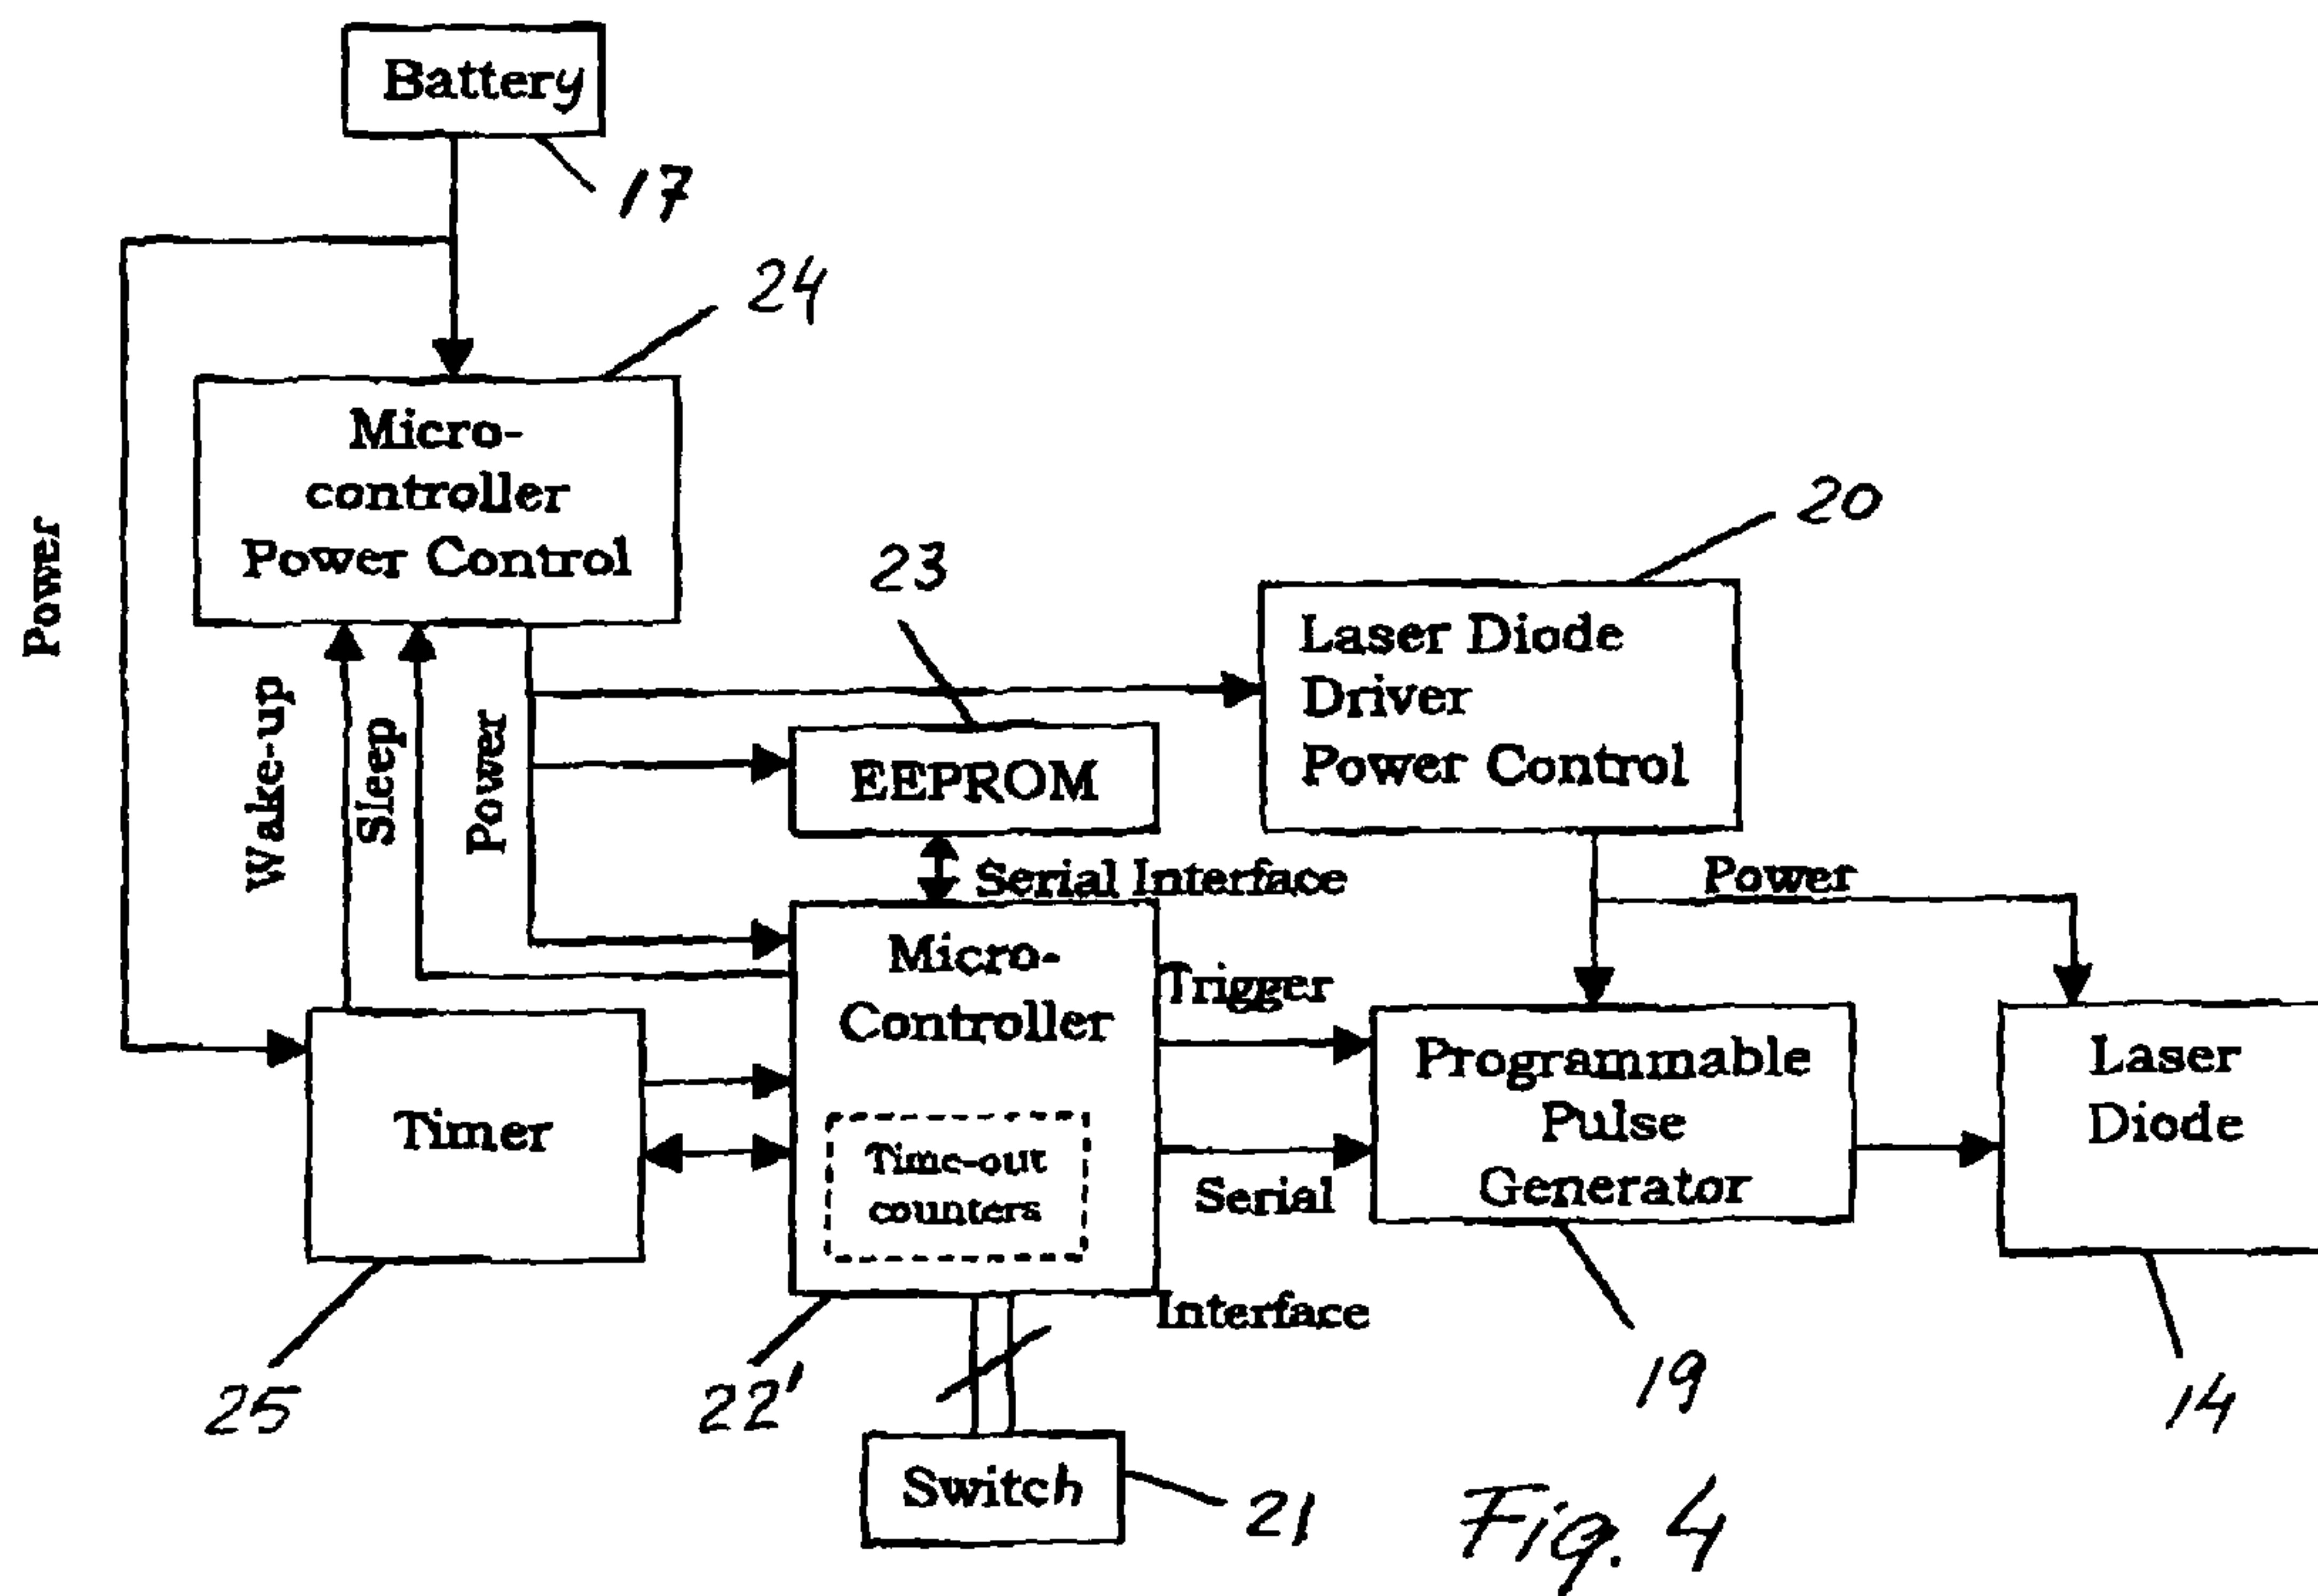 Battery
17
24
Micro-
controller
Power Control
Power
20
23
Laser Diode
Driver
Power Control
Wake-up
Sleep
Power
EEPROM
Serial Interface
Power
Micro-
Controller
Trigger
Timer
Time-out
counters
Serial
Interface
Programmable
Pulse
Generator
Laser
Diode
25
22'
19
14
Switch
21
Fig. 4